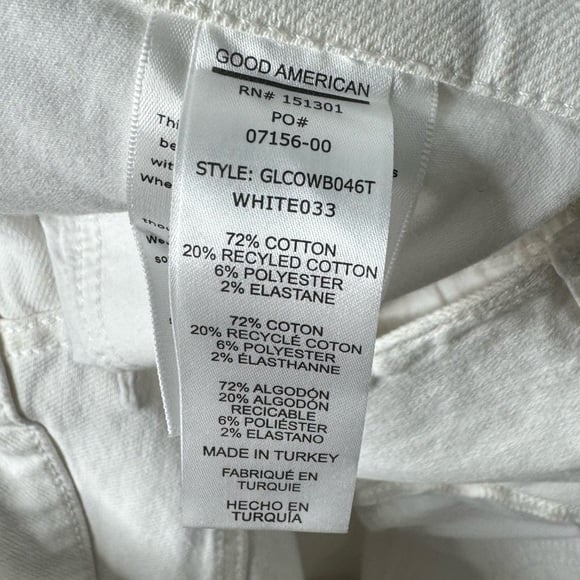 GOOD AMERICAN
RN# 151301
PO#
07156-00
STYLE: GLCOWB046T
WHITE033
72% COTTON
20% RECYLED COTTON
6% POLYESTER
2% ELASTANE
72% COTON
20% RECYCLÉ COTON
6% POLYESTER
2% ÉLASTHANNE
72% ALGODÓN
20% ALGODÓN
RECICABLE
6% POLIÉSTER
2% ELASTANO
MADE IN TURKEY
FABRIQUÉ EN
TURQUIE
HECHO EN
TURQUÍA